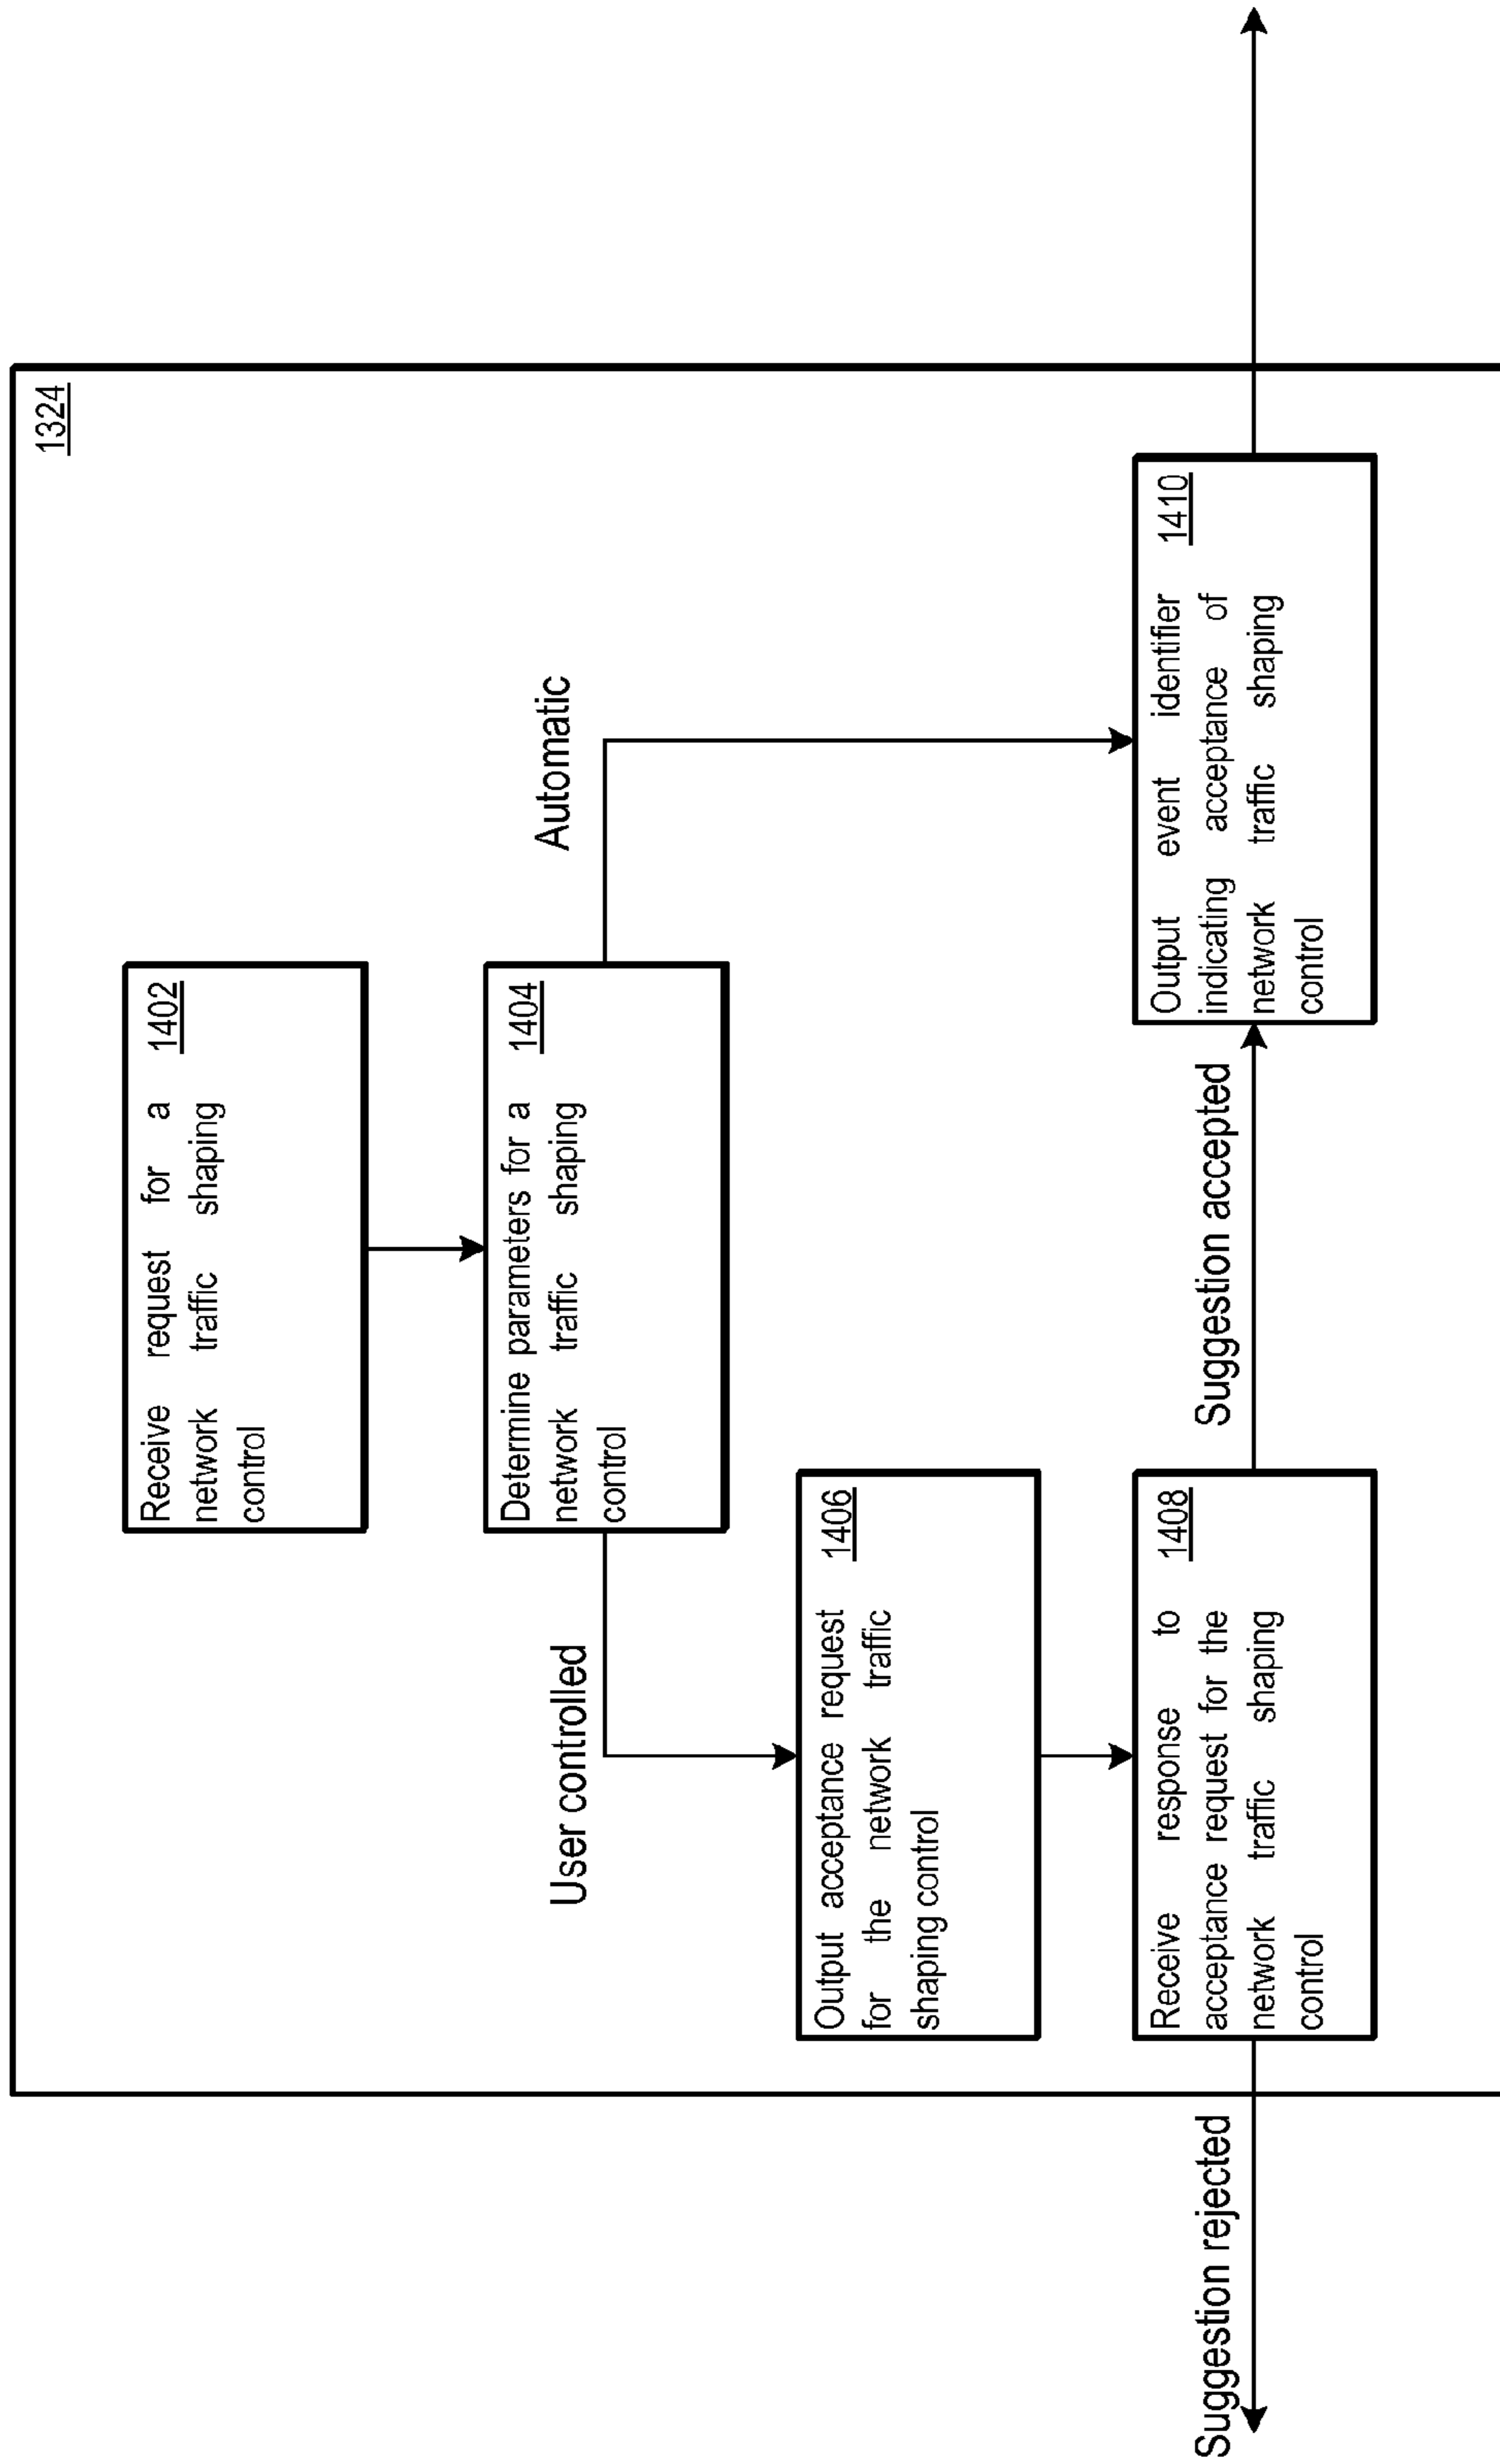 1324
Receive request for a 1402
network traffic shaping
control
Determine parameters for a 1404
network traffic shaping
control
User controlled
Automatic
Output acceptance request 1406
for the network traffic
shaping control
Receive response to 1408
acceptance request for the
network traffic shaping
control
Suggestion rejected
Suggestion accepted
Output event identifier 1410
indicating acceptance of
network traffic shaping
control